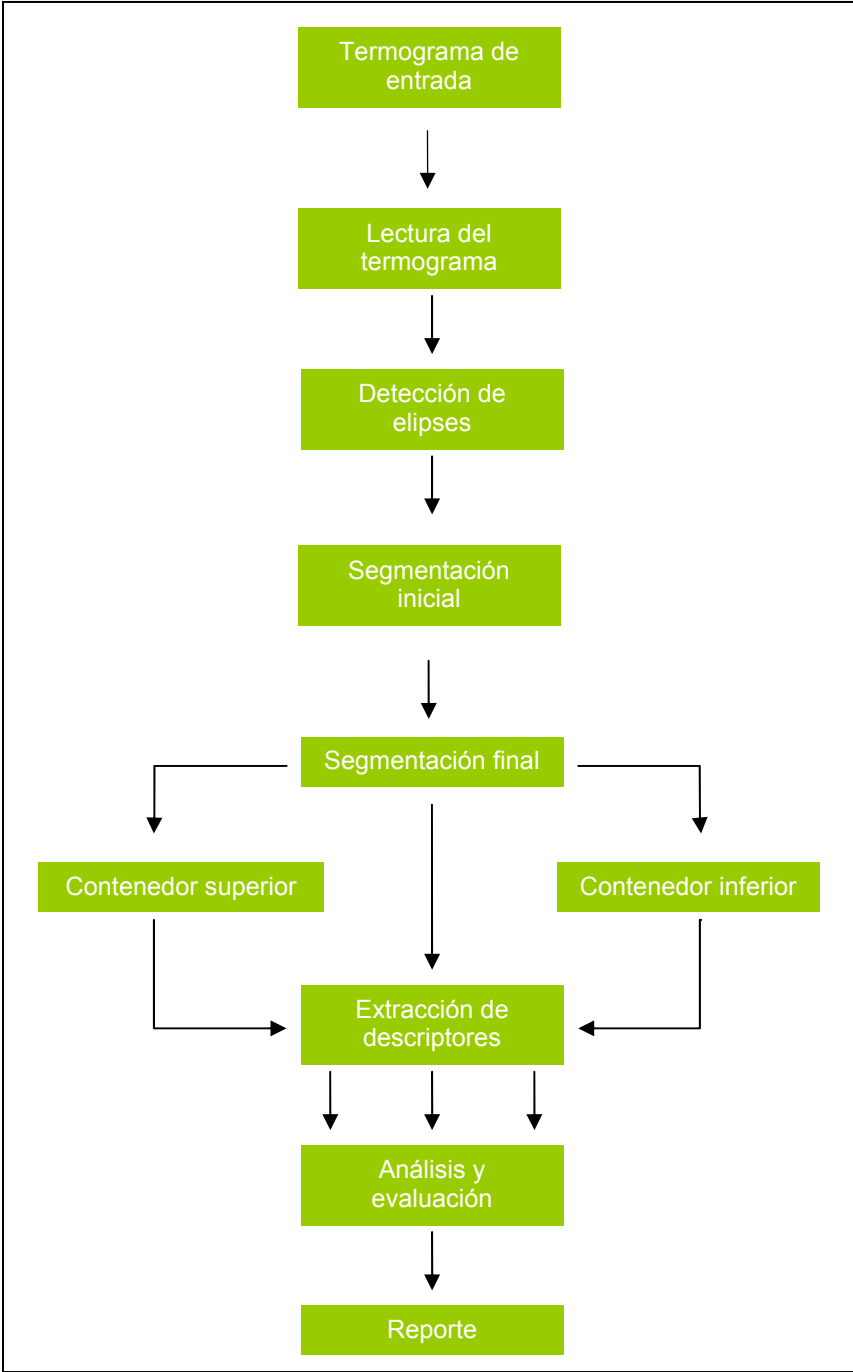 Termograma de
entrada
Lectura del
termograma
Detección de
elipses
Segmentación
inicial
Segmentación final
Contenedor superior
Contenedor inferior
Extracción de
descriptores
Análisis y
evaluación
Reporte